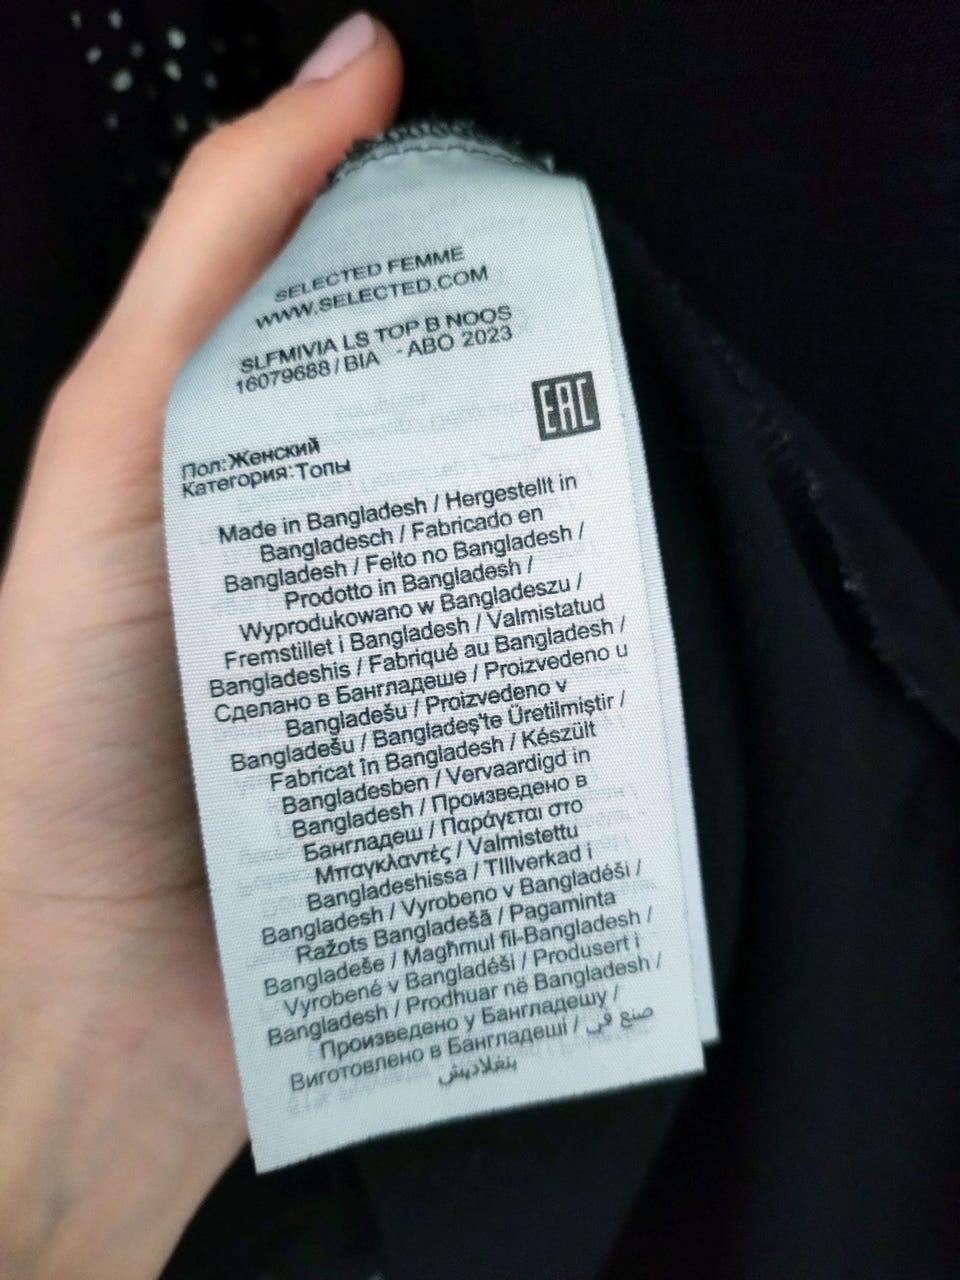 SELECTED FEMME
WWW.SELECTED.COM
SLFMIVIA LS TOP B NOOS
16079688/BIA - ABO 2023
EAC
Пол:Женский
Категория:Топы
Made in Bangladesh / Hergestellt in
Bangladesch / Fabricado en
Bangladesh / Feito no Bangladesh /
Prodotto in Bangladesh /
Wyprodukowano w Bangladeszu /
Fremstillet i Bangladesh / Valmistatud
Bangladeshis / Fabriqué au Bangladesh /
Сделано в Бангладеше / Proizvedeno u
Bangladešu / Proizvedeno v
Bangladešu / Bangladeş'te Üretilmiştir /
Fabricat în Bangladesh / Készült
Bangladesben / Vervaardigd in
Bangladesh / Произведено в
Бангладеш / Παράγεται στο
Μπαγκλαντές / Valmistettu
Bangladeshissa / Tillverkad i
Bangladesh / Vyrobeno v Bangladéši /
Ražots Bangladešā / Pagaminta
Bangladeše / Magħmul fil-Bangladesh /
Vyrobené v Bangladéši / Produsert i
Bangladesh / Prodhuar në Bangladesh /
Произведено у Бангладешу /
Виготовлено в Бангладеші / صنع في
بنغلاديش